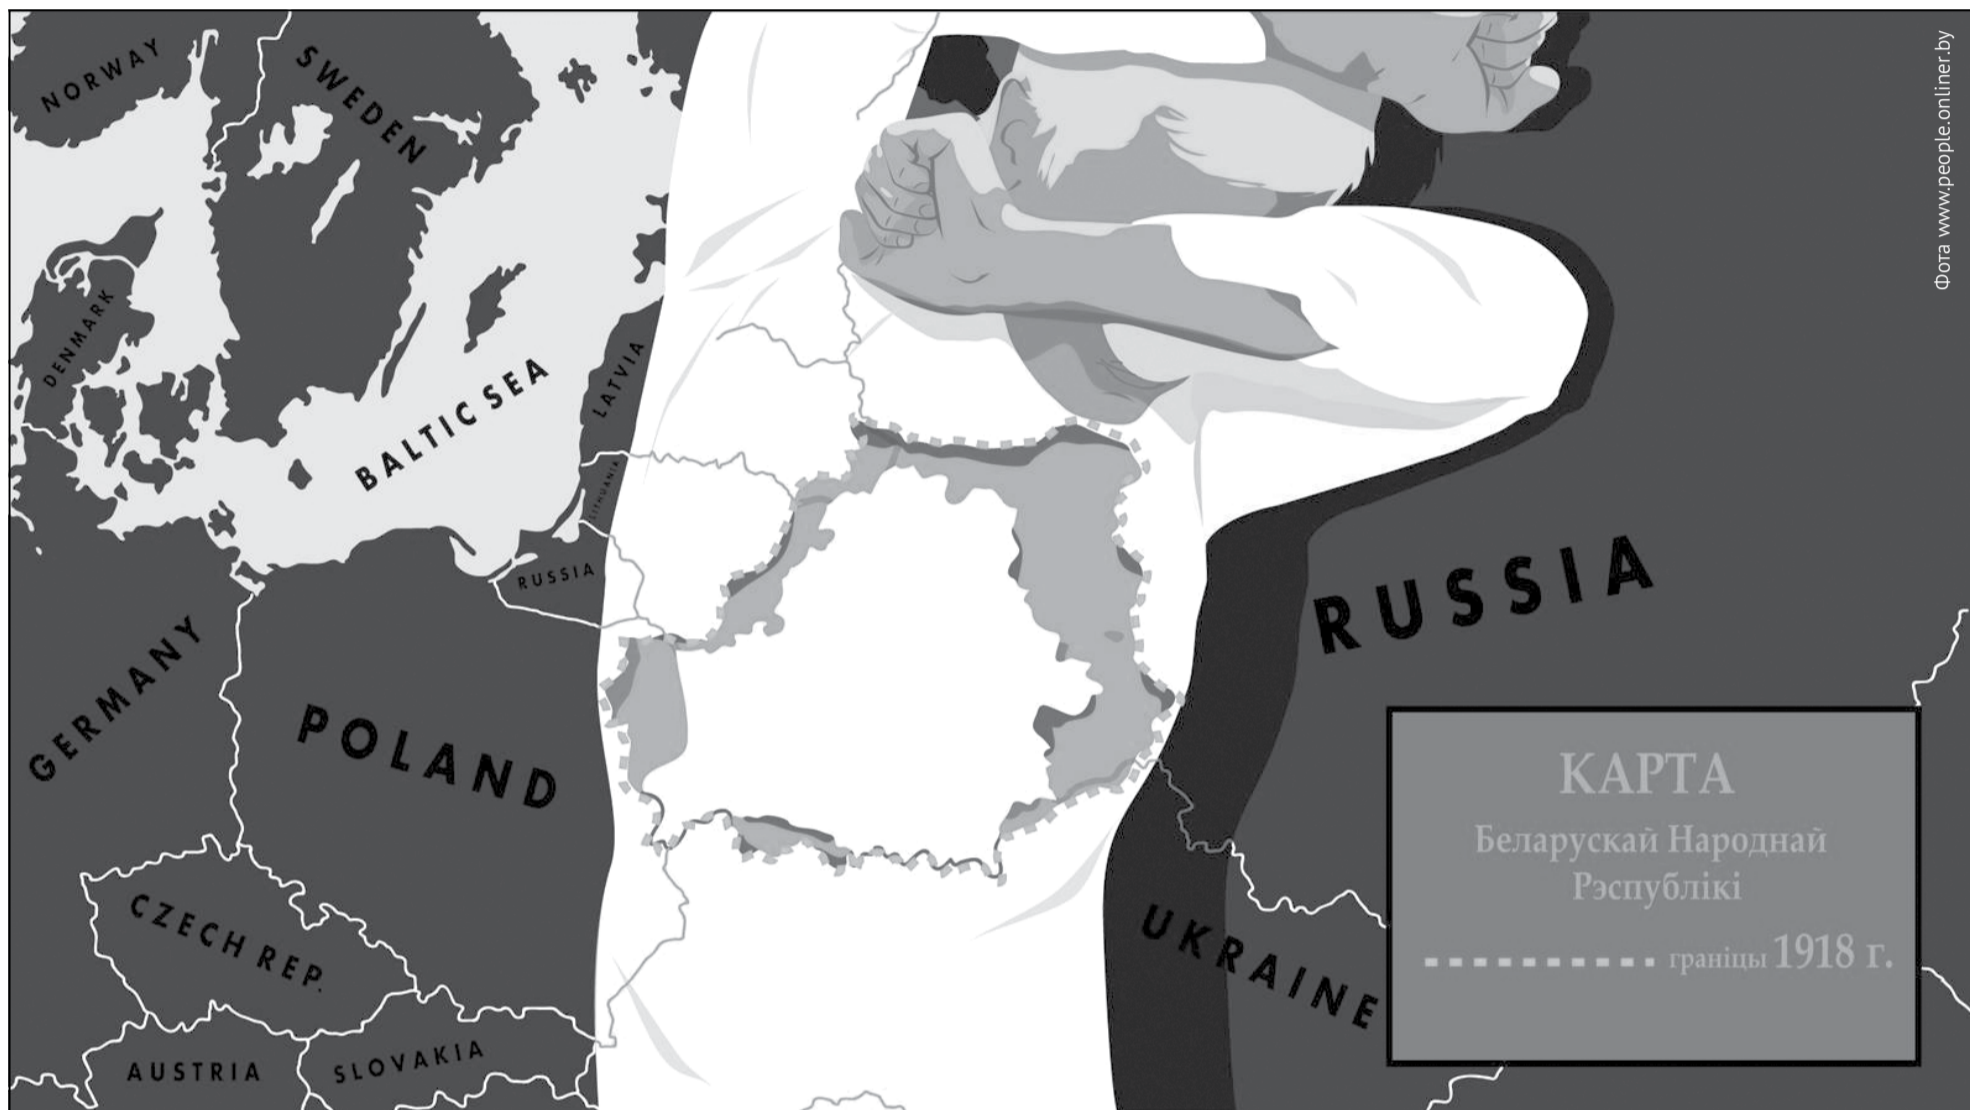 NORWAY
SWEDEN
Фота www.people.onliner.by
DENMARK
LATVIA
BALTIC SEA
LITHUANIA
RUSSIA
RUSSIA
GERMANY
POLAND
КАРТА
Беларускай Народнай
Рэспублікі
граніцы 1918 г.
CZECH REP.
UKRAINE
AUSTRIA
SLOVAKIA